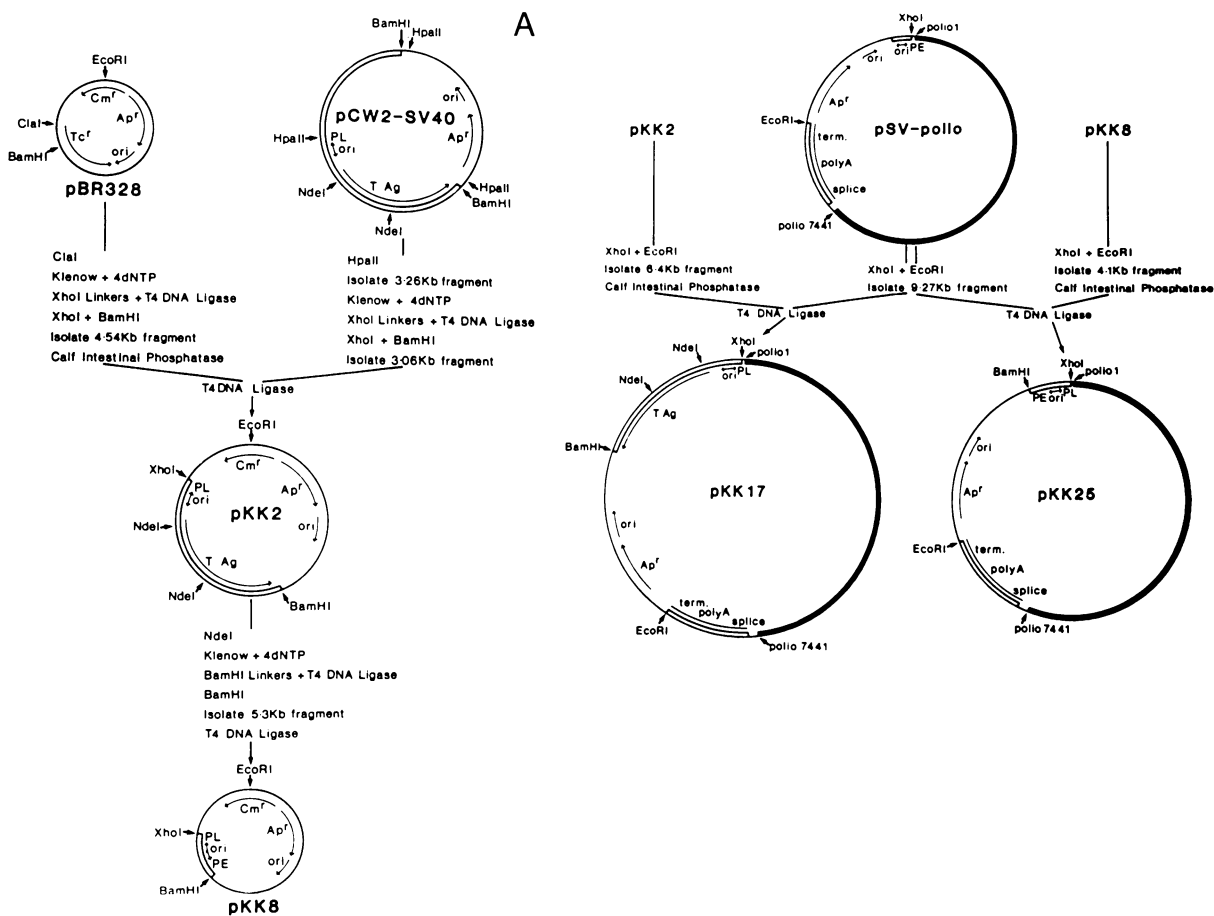 A
EcoRI
Cmʳ
Apʳ
ClaI
Tcʳ
BamHI
ori
pBR328
BamHI
HpaII
ori
pCW2-SV40
HpaII
PL
ori
Apʳ
NdeI
T Ag
HpaII
BamHI
NdeI
ClaI
Klenow + 4dNTP
XhoI Linkers + T4 DNA Ligase
XhoI + BamHI
Isolate 4·54Kb fragment
Calf Intestinal Phosphatase
HpaII
Isolate 3·26Kb fragment
Klenow + 4dNTP
XhoI Linkers + T4 DNA Ligase
XhoI + BamHI
Isolate 3·06Kb fragment
T4 DNA Ligase
EcoRI
Cmʳ
XhoI
PL
ori
Apʳ
pKK2
NdeI
ori
T Ag
NdeI
BamHI
NdeI
Klenow + 4dNTP
BamHI Linkers + T4 DNA Ligase
BamHI
Isolate 5·3Kb fragment
T4 DNA Ligase
EcoRI
Cmʳ
XhoI
PL
Apʳ
ori
PE
ori
BamHI
pKK8
XhoI
polio1
ori
oriPE
Apʳ
EcoRI
term.
pSV-polio
polyA
splice
polio 7441
pKK2
pKK8
XhoI + EcoRI
Isolate 6·4Kb fragment
Calf Intestinal Phosphatase
XhoI + EcoRI
Isolate 9·27Kb fragment
XhoI + EcoRI
Isolate 4·1Kb fragment
Calf Intestinal Phosphatase
T4 DNA Ligase
T4 DNA Ligase
XhoI
NdeI
polio1
oriPL
NdeI
T Ag
BamHI
pKK17
ori
Apʳ
term.
polyA
splice
EcoRI
polio 7441
XhoI
BamHI
polio1
PE ori PL
ori
Apʳ
pKK25
EcoRI
term.
polyA
splice
polio 7441